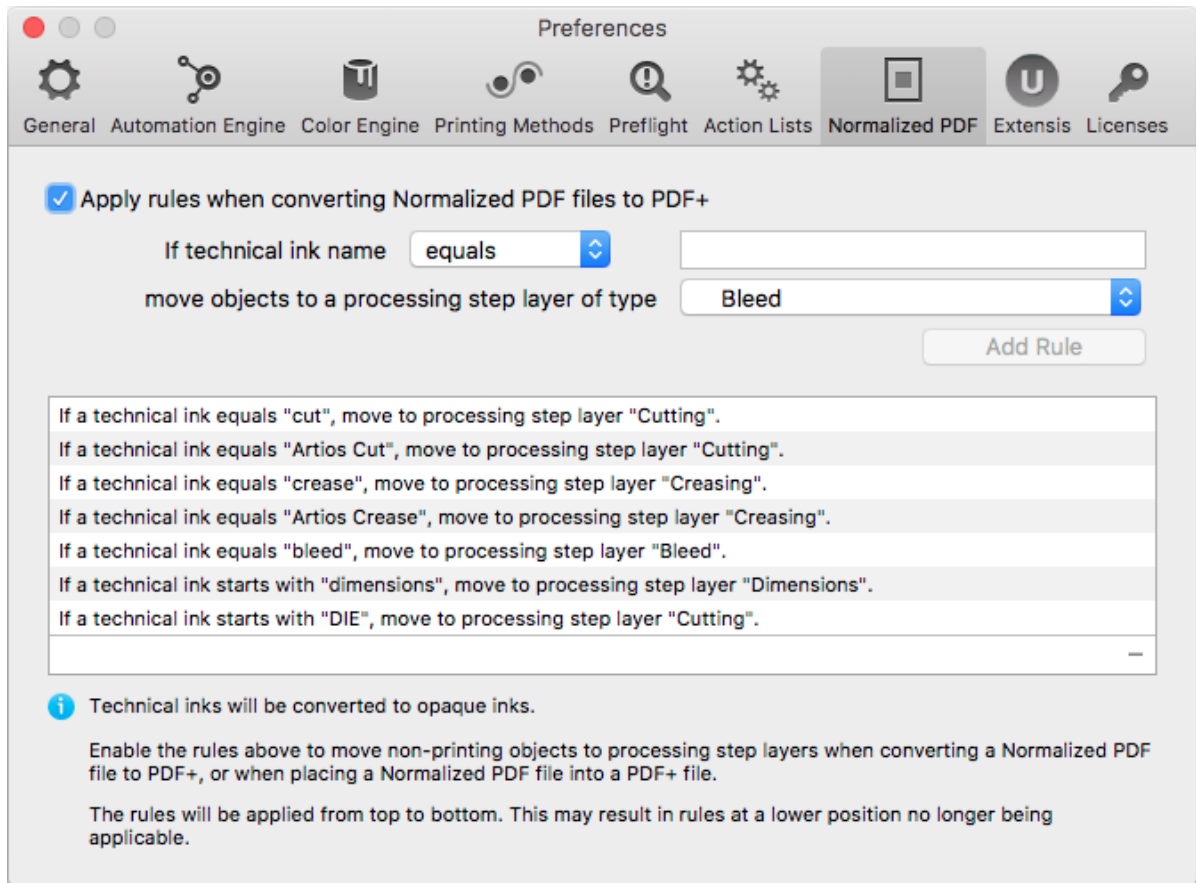 Preferences
General Automation Engine Color Engine Printing Methods Preflight Action Lists Normalized PDF Extensis Licenses
Apply rules when converting Normalized PDF files to PDF+
If technical ink name equals
move objects to a processing step layer of type Bleed
Add Rule
If a technical ink equals "cut", move to processing step layer "Cutting".
If a technical ink equals "Artios Cut", move to processing step layer "Cutting".
If a technical ink equals "crease", move to processing step layer "Creasing".
If a technical ink equals "Artios Crease", move to processing step layer "Creasing".
If a technical ink equals "bleed", move to processing step layer "Bleed".
If a technical ink starts with "dimensions", move to processing step layer "Dimensions".
If a technical ink starts with "DIE", move to processing step layer "Cutting".
Technical inks will be converted to opaque inks.
Enable the rules above to move non-printing objects to processing step layers when converting a Normalized PDF
file to PDF+, or when placing a Normalized PDF file into a PDF+ file.
The rules will be applied from top to bottom. This may result in rules at a lower position no longer being
applicable.